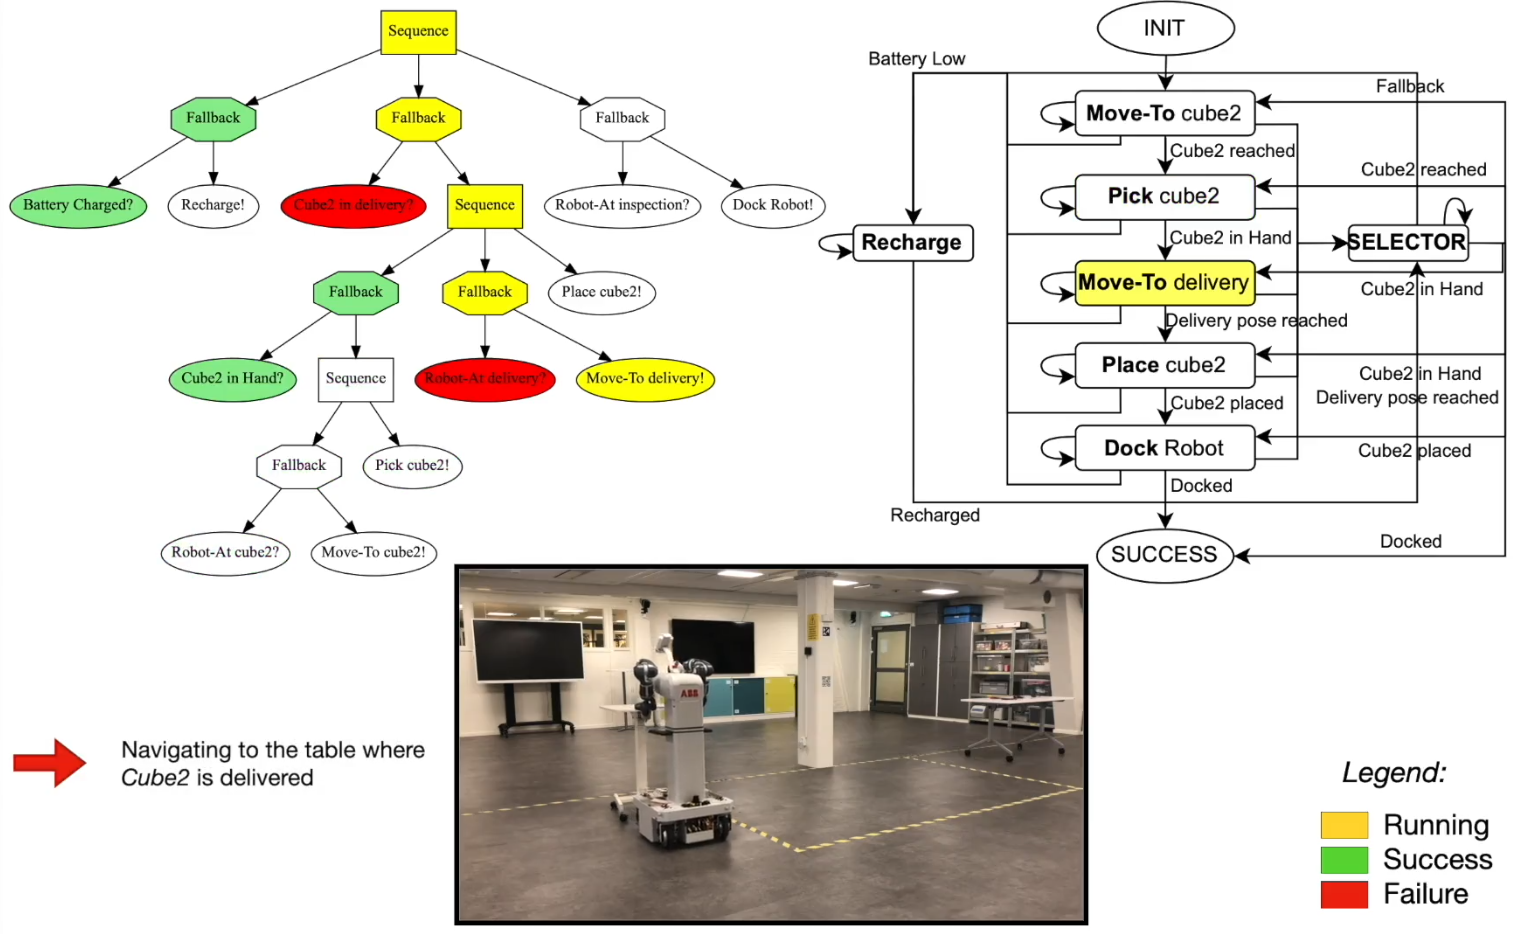 Sequence
Fallback
Fallback
Fallback
Battery Charged?
Recharge!
Cube2 in delivery?
Sequence
Robot-At inspection?
Dock Robot!
Fallback
Fallback
Place cube2!
Cube2 in Hand?
Sequence
Robot-At delivery?
Move-To delivery!
Fallback
Pick cube2!
Robot-At cube2?
Move-To cube2!
INIT
Battery Low
Fallback
Move-To cube2
Cube2 reached
Cube2 reached
Pick cube2
Cube2 in Hand
Recharge
SELECTOR
Move-To delivery
Cube2 in Hand
Delivery pose reached
Place cube2
Cube2 in Hand
Delivery pose reached
Cube2 placed
Dock Robot
Cube2 placed
Docked
Recharged
Docked
SUCCESS
ABB
Navigating to the table where
Cube2 is delivered
Legend:
Running
Success
Failure